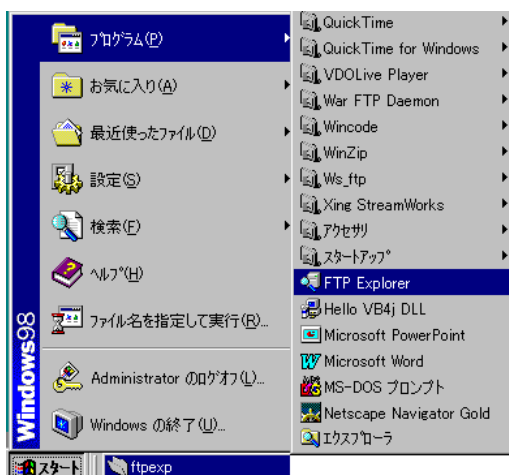 ﾌﾟﾛｸﾞﾗﾑ(P)
お気に入り(A)
最近使ったﾌｧｲﾙ(D)
設定(S)
検索(F)
ﾍﾙﾌﾟ(H)
ﾌｧｲﾙ名を指定して実行(R)...
Administrator のﾛｸﾞｵﾌ(L)...
Windows の終了(U)...
Windows98
スタート
ftpexp
QuickTime
QuickTime for Windows
VDOLive Player
War FTP Daemon
Wincode
WinZip
Ws_ftp
Xing StreamWorks
ｱｸｾｻﾘ
ｽﾀｰﾄｱｯﾌﾟ
FTP Explorer
Hello VB4j DLL
Microsoft PowerPoint
Microsoft Word
MS-DOS プロンプト
Netscape Navigator Gold
ｴｸｽﾌﾟﾛｰﾗ